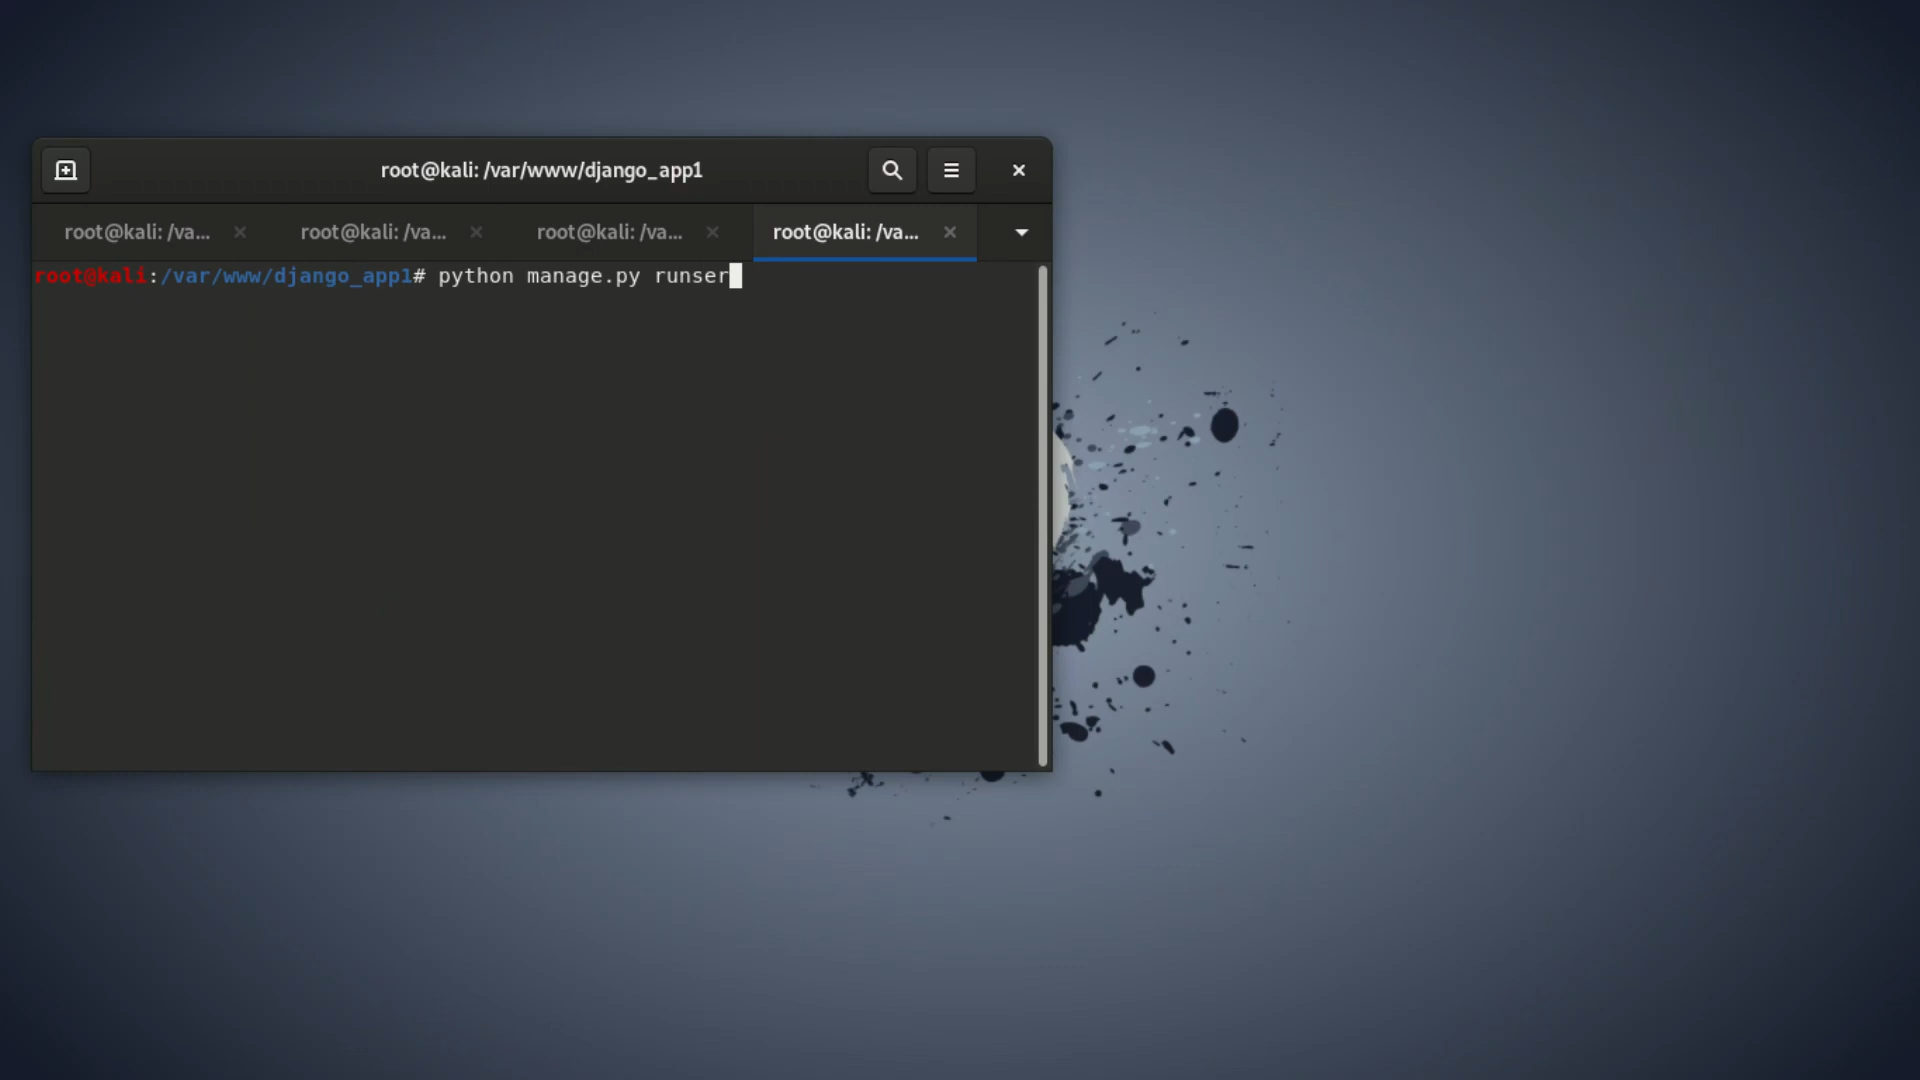 root@kali: /var/www/django_app1
root@kali: /va... root@kali: /va... root@kali: /va... root@kali: /va...
root@kali:/var/www/django_app1# python manage.py runser